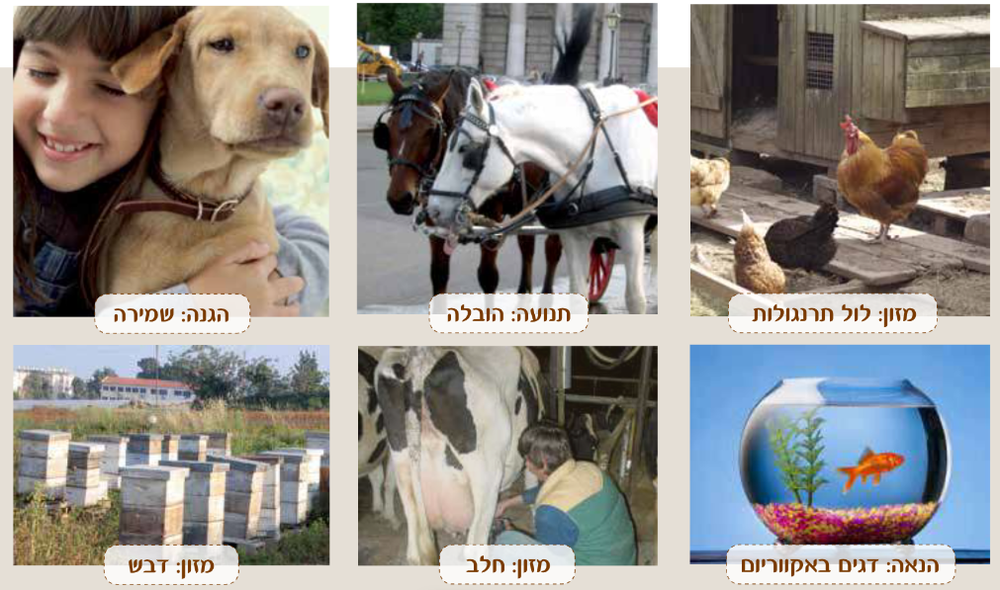 מזון: לול תרנגולות
תנועה: הובלה
הגנה: שמירה
הנאה: דגים באקווריום
מזון: חלב
מזון: דבש